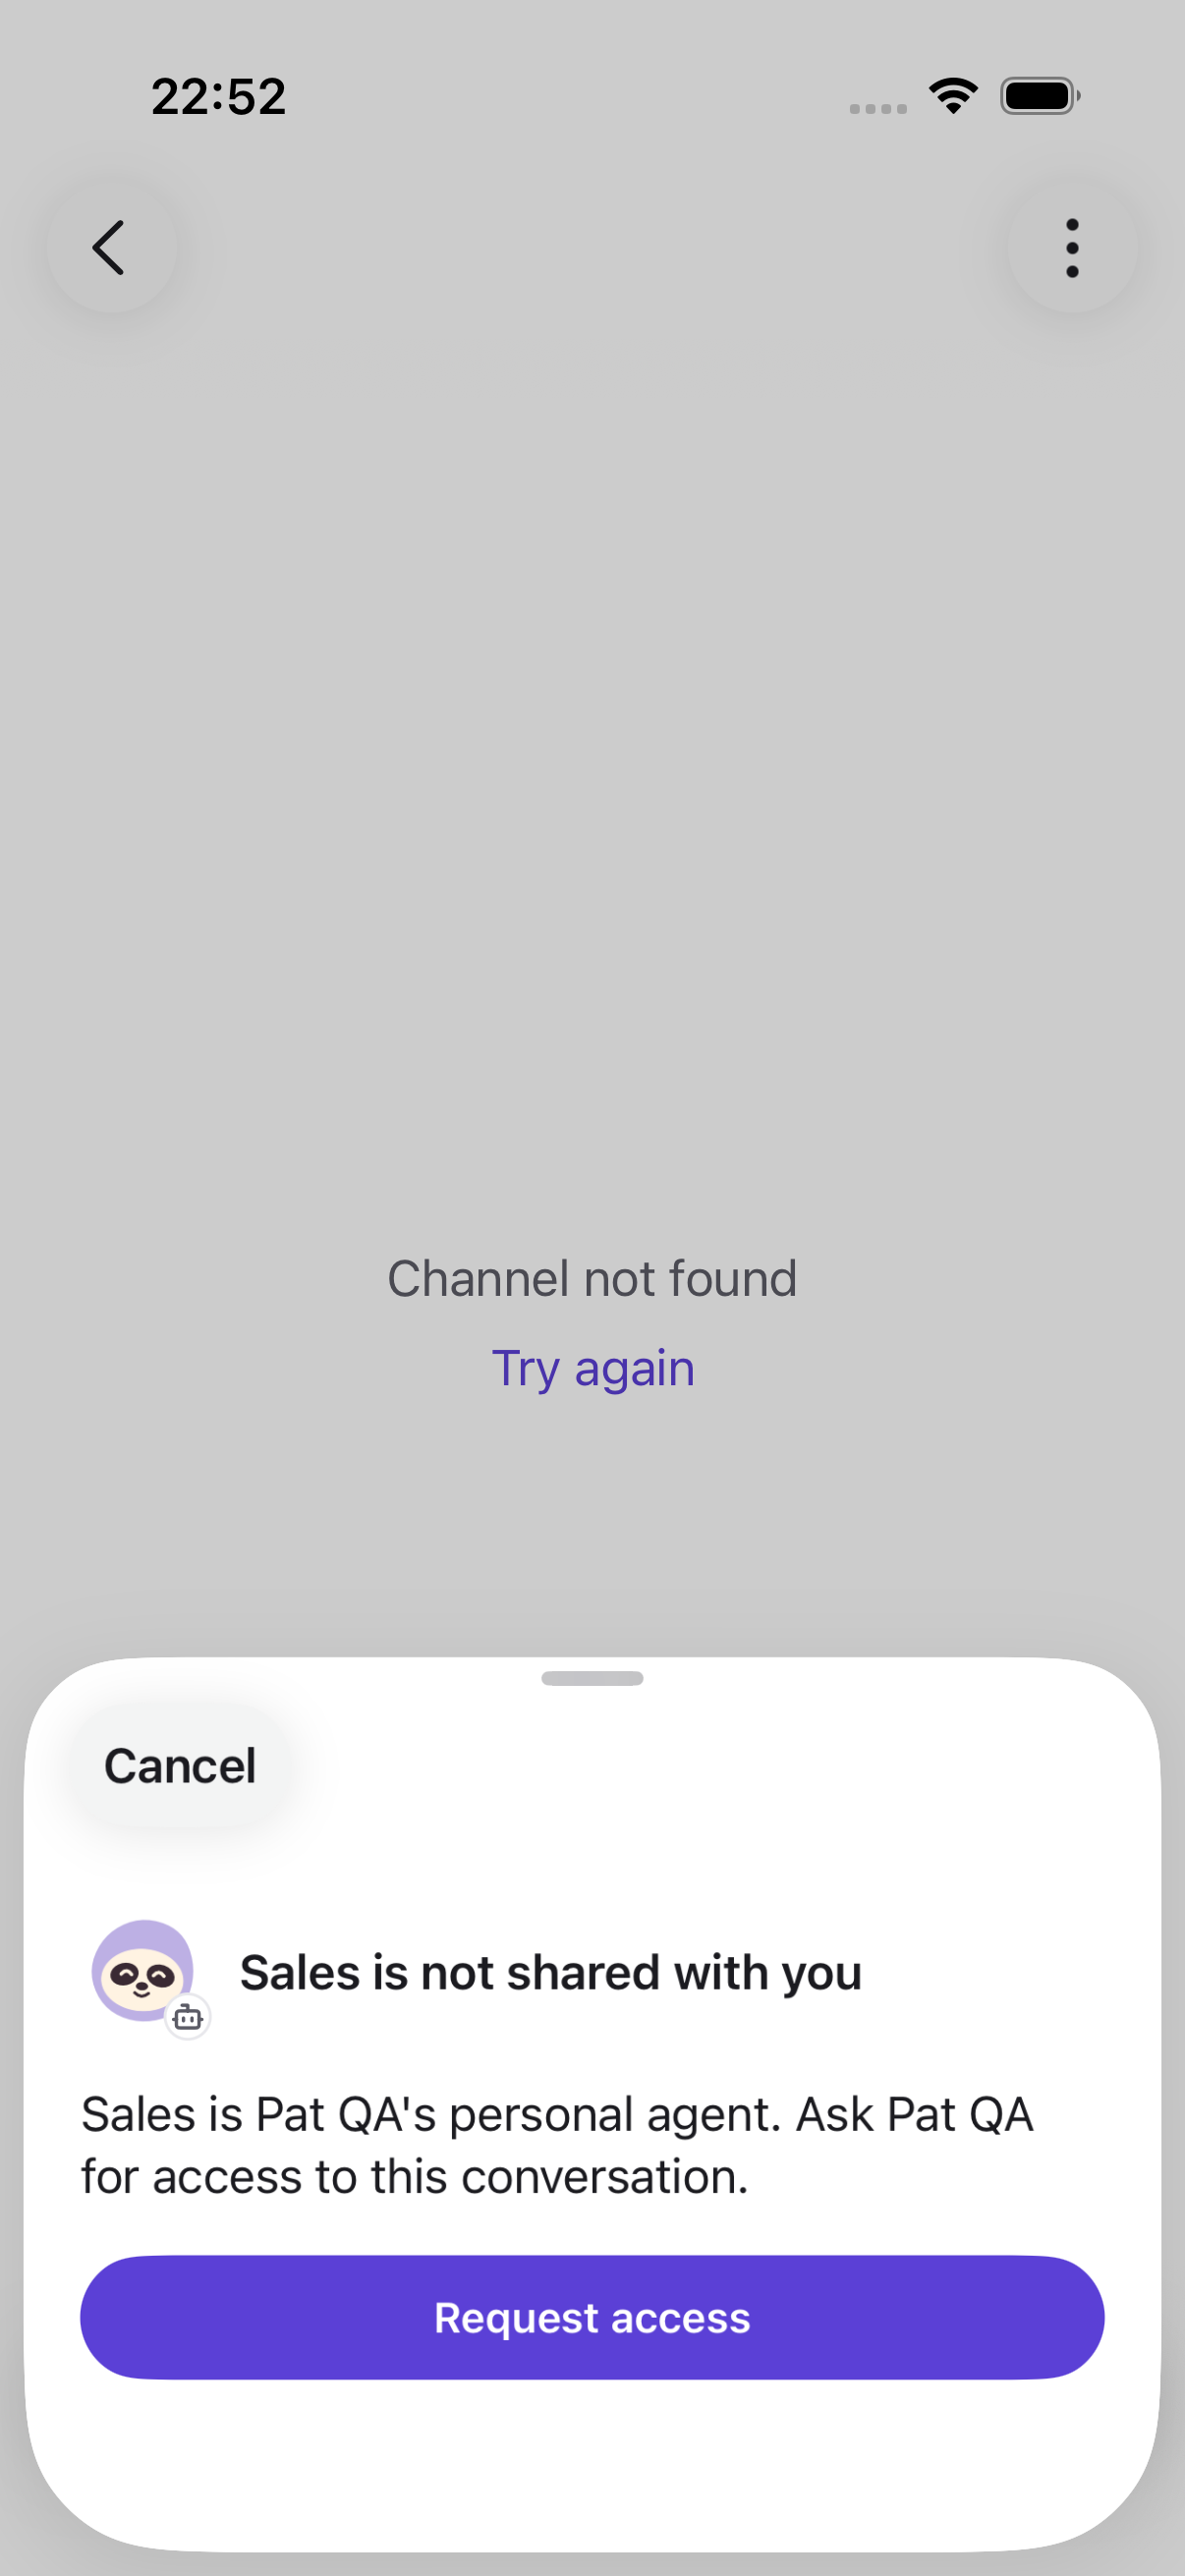 22:52
Channel not found
Try again
Cancel
Sales is not shared with you
Sales is Pat QA's personal agent. Ask Pat QA
for access to this conversation.
Request access